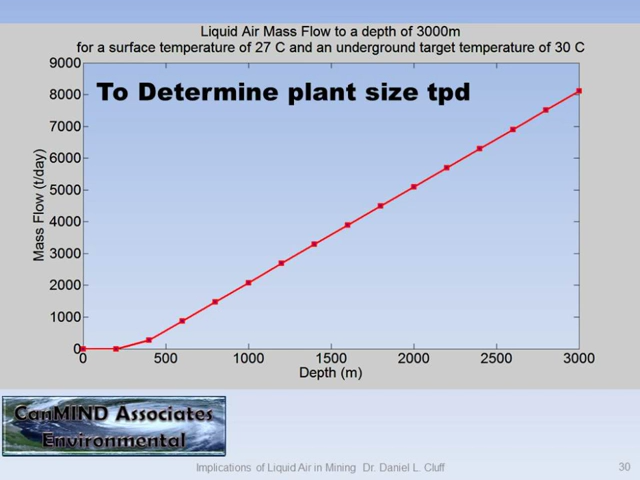 Liquid Air Mass Flow to a depth of 3000m
for a surface temperature of 27 C and an underground target temperature of 30 C
To Determine plant size tpd
Mass Flow (t/day)
9000
8000
7000
6000
5000
4000
3000
2000
1000
0
0 500 1000 1500 2000 2500 3000
Depth (m)
CanMIND Associates
Environmental
Implications of Liquid Air in Mining Dr. Daniel L. Cluff
30